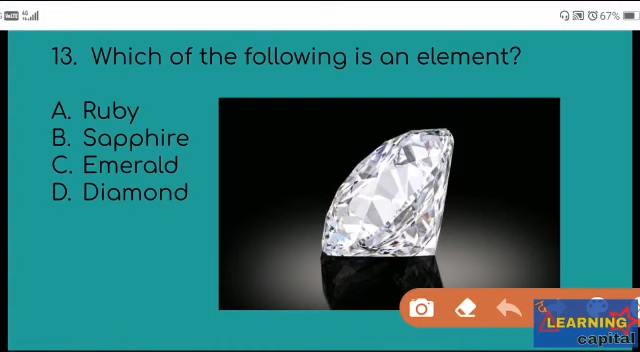 67%
13. Which of the following is an element?
A. Ruby
B. Sapphire
C. Emerald
D. Diamond
LEARNING
capital